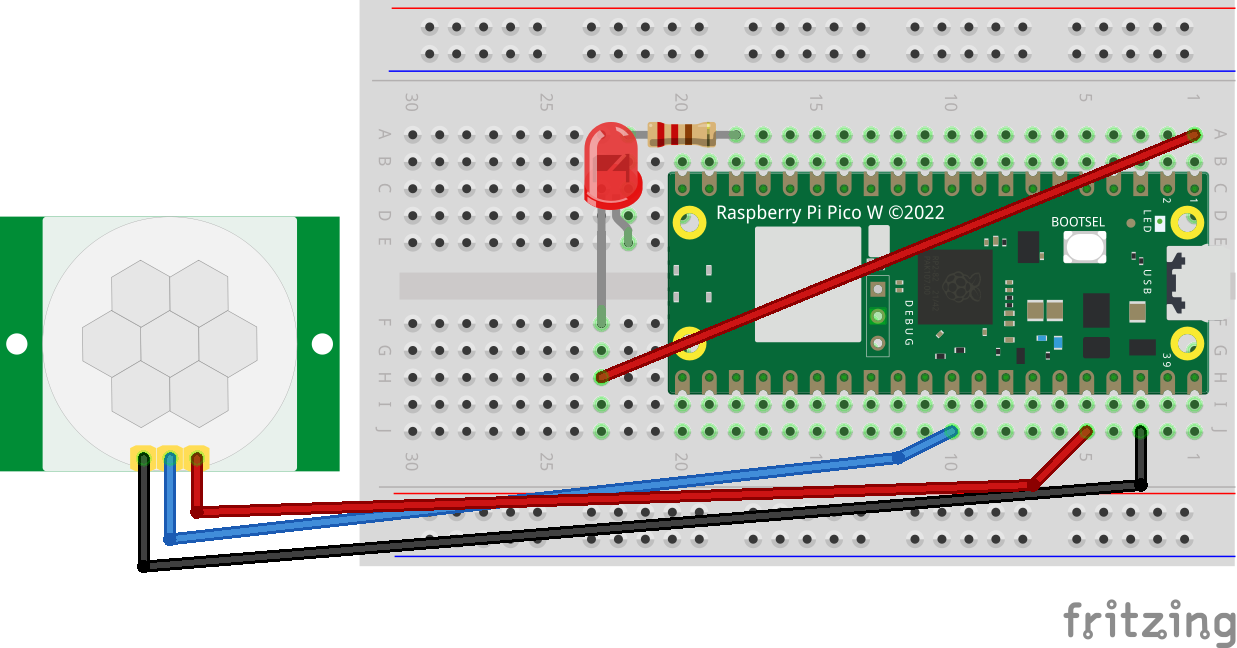 30 25 20 15 10 5 1
A A
B B
C C
D D
E E
F F
G G
H H
I I
J J
30 25 20 10 5 1
Raspberry Pi Pico W ©2022
BOOTSEL
LED
USB
DEBUG
2
1
39
fritzing